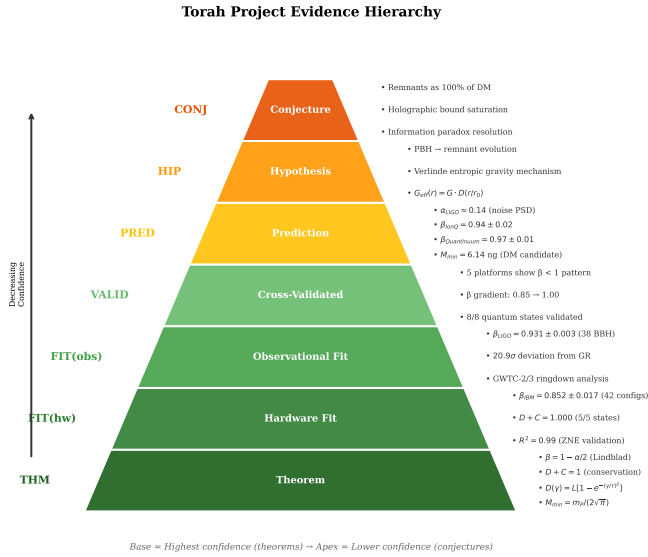 Torah Project Evidence Hierarchy
CONJ
Conjecture
• Remnants as 100% of DM
• Holographic bound saturation
• Information paradox resolution
HIP
Hypothesis
• PBH → remnant evolution
• Verlinde entropic gravity mechanism
• G_eff(r) = G · D(r/r₀)
PRED
Prediction
• α_LIGO ≈ 0.14 (noise PSD)
• β_IonQ = 0.94 ± 0.02
• β_Quantinuum = 0.97 ± 0.01
• M_min = 6.14 ng (DM candidate)
VALID
Cross-Validated
• 5 platforms show β < 1 pattern
• β gradient: 0.85 → 1.00
• 8/8 quantum states validated
FIT(obs)
Observational Fit
• β_LIGO = 0.931 ± 0.003 (38 BBH)
• 20.9σ deviation from GR
• GWTC-2/3 ringdown analysis
FIT(hw)
Hardware Fit
• β_IBM = 0.852 ± 0.017 (42 configs)
• D + C = 1.000 (5/5 states)
• R² = 0.99 (ZNE validation)
THM
Theorem
• β = 1 − α/2 (Lindblad)
• D + C = 1 (conservation)
• M_min = m_P/(2√π)
Decreasing
Confidence
Base = Highest confidence (theorems) → Apex = Lower confidence (conjectures)